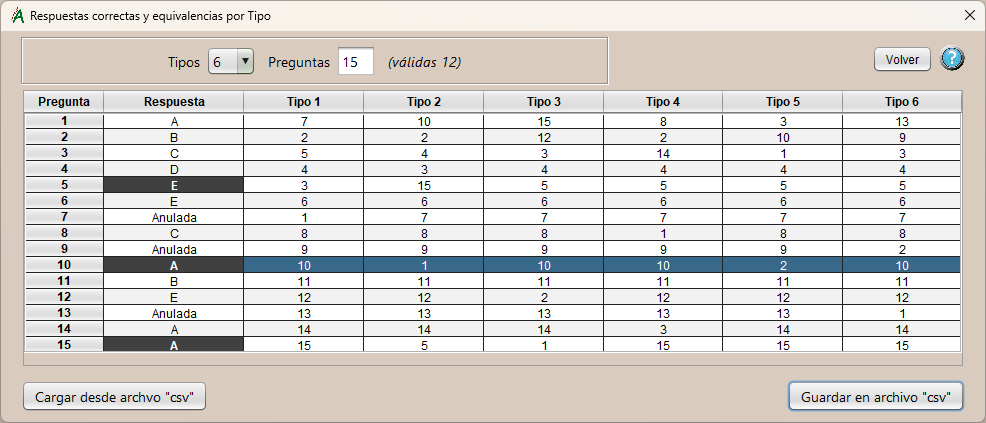 Respuestas correctas y equivalencias por Tipo
Tipos 6 Preguntas 15 (válidas 12) Volver ?
Pregunta Respuesta Tipo 1 Tipo 2 Tipo 3 Tipo 4 Tipo 5 Tipo 6
1 A 7 10 15 8 3 13
2 B 2 2 12 2 10 9
3 C 5 4 3 14 1 3
4 D 4 3 4 4 4 4
5 E 3 15 5 5 5 5
6 E 6 6 6 6 6 6
7 Anulada 1 7 7 7 7 7
8 C 8 8 8 1 8 8
9 Anulada 9 9 9 9 9 2
10 A 10 1 10 10 2 10
11 B 11 11 11 11 11 11
12 E 12 12 2 12 12 12
13 Anulada 13 13 13 13 13 1
14 A 14 14 14 3 14 14
15 A 15 5 1 15 15 15
Cargar desde archvo "csv" Guardar en archivo "csv"